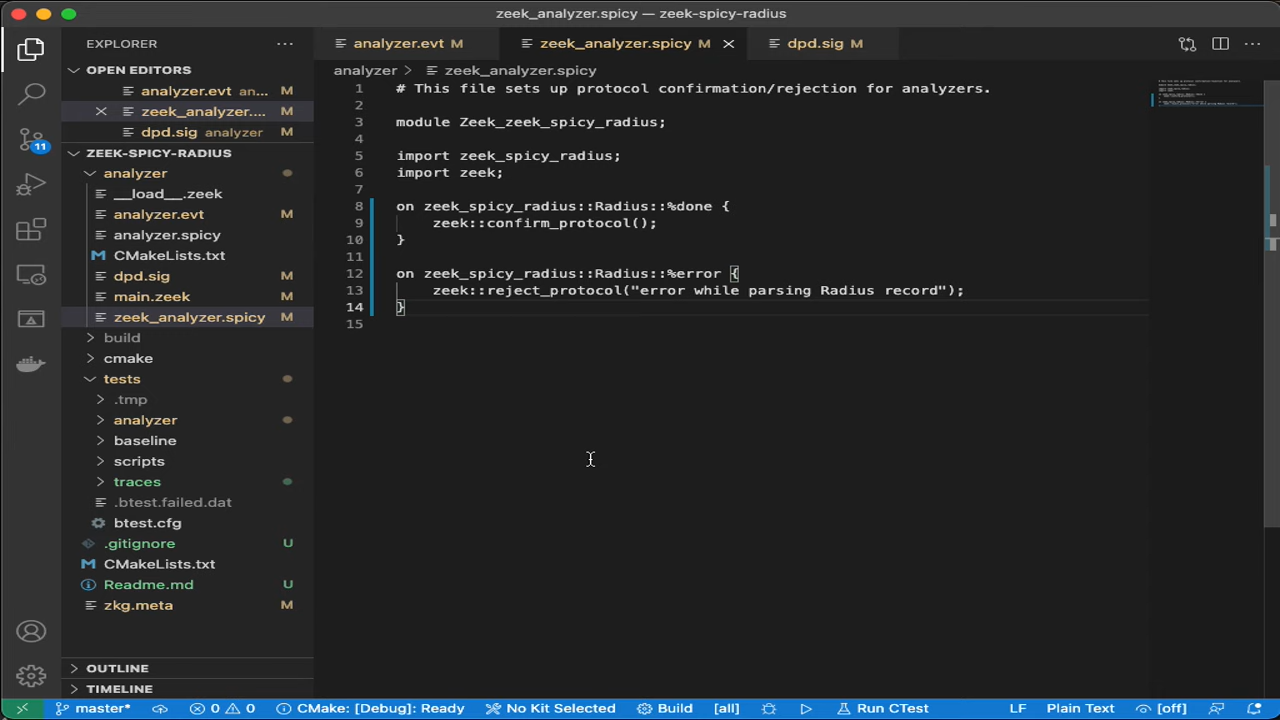 zeek_analyzer.spicy — zeek-spicy-radius
EXPLORER
OPEN EDITORS
analyzer.evt an... M
zeek_analyzer.... M
dpd.sig analyzer M
ZEEK-SPICY-RADIUS
analyzer
__load__.zeek
analyzer.evt M
analyzer.spicy
CMakeLists.txt
dpd.sig M
main.zeek M
zeek_analyzer.spicy M
build
cmake
tests
.tmp
analyzer
baseline
scripts
traces
.btest.failed.dat
btest.cfg
.gitignore U
CMakeLists.txt
Readme.md U
zkg.meta M
OUTLINE
TIMELINE
11
analyzer.evt M
zeek_analyzer.spicy M
dpd.sig M
analyzer > zeek_analyzer.spicy
1 # This file sets up protocol confirmation/rejection for analyzers.
2
3 module Zeek_zeek_spicy_radius;
4
5 import zeek_spicy_radius;
6 import zeek;
7
8 on zeek_spicy_radius::Radius::%done {
9 zeek::confirm_protocol();
10 }
11
12 on zeek_spicy_radius::Radius::%error {
13 zeek::reject_protocol("error while parsing Radius record");
14 }
15
master* 0 0 CMake: [Debug]: Ready No Kit Selected Build [all] Run CTest LF Plain Text [off]